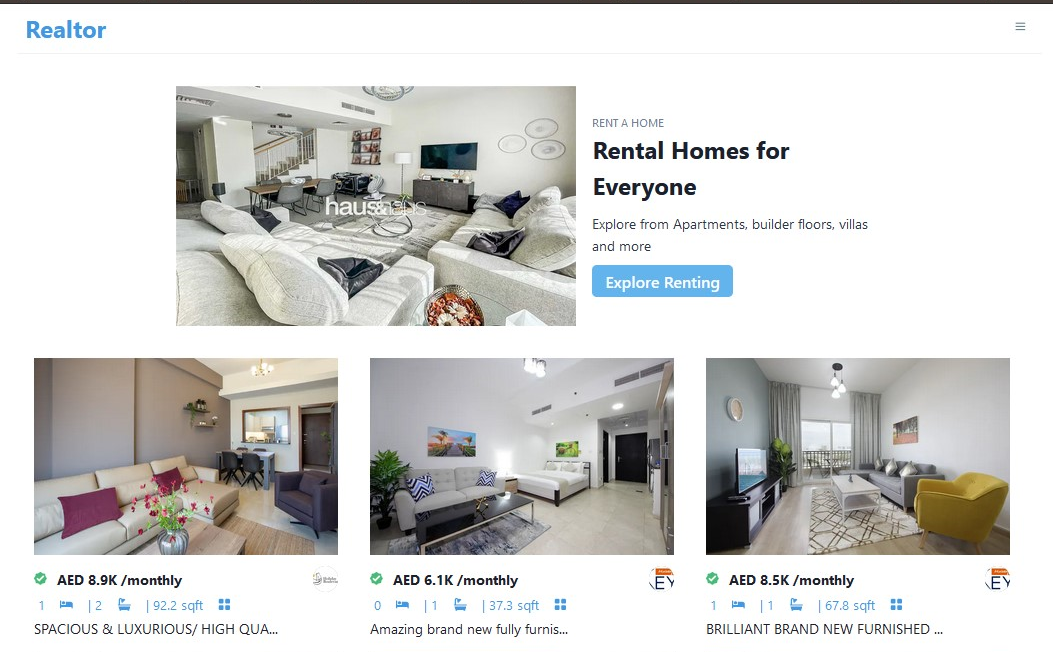 Realtor
RENT A HOME
Rental Homes for
Everyone
Explore from Apartments, builder floors, villas
and more
Explore Renting
haus&haus
AED 8.9K /monthly
1 | 2 | 92.2 sqft
SPACIOUS & LUXURIOUS/ HIGH QUA...
AED 6.1K /monthly
EY
0 | 1 | 37.3 sqft
Amazing brand new fully furnis...
AED 8.5K /monthly
EY
1 | 1 | 67.8 sqft
BRILLIANT BRAND NEW FURNISHED ...